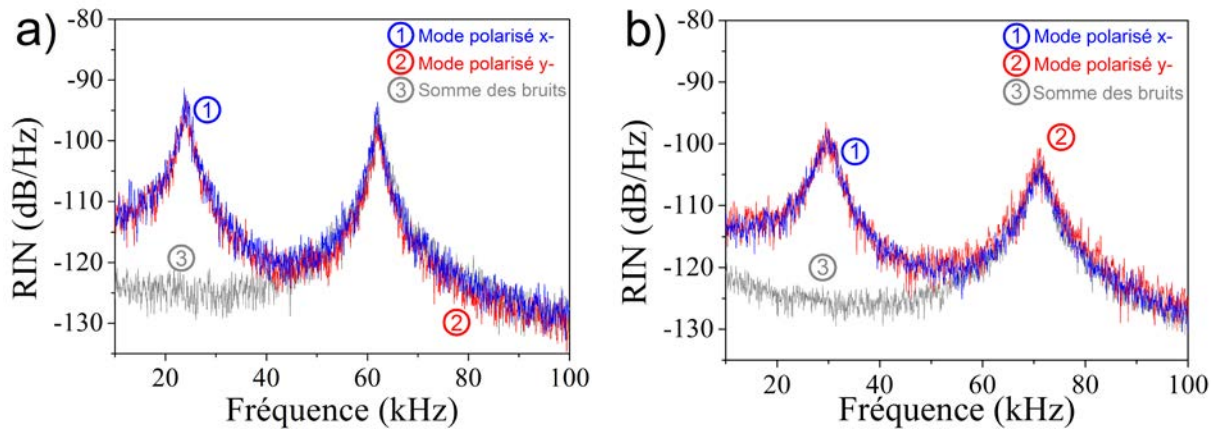 a)
-80
-90
-100
-110
-120
-130
RIN (dB/Hz)
1 Mode polarisé x-
2 Mode polarisé y-
3 Somme des bruits
1
3
2
20 40 60 80 100
Fréquence (kHz)
b)
-80
-90
-100
-110
-120
-130
RIN (dB/Hz)
1 Mode polarisé x-
2 Mode polarisé y-
3 Somme des bruits
1
2
3
20 40 60 80 100
Fréquence (kHz)